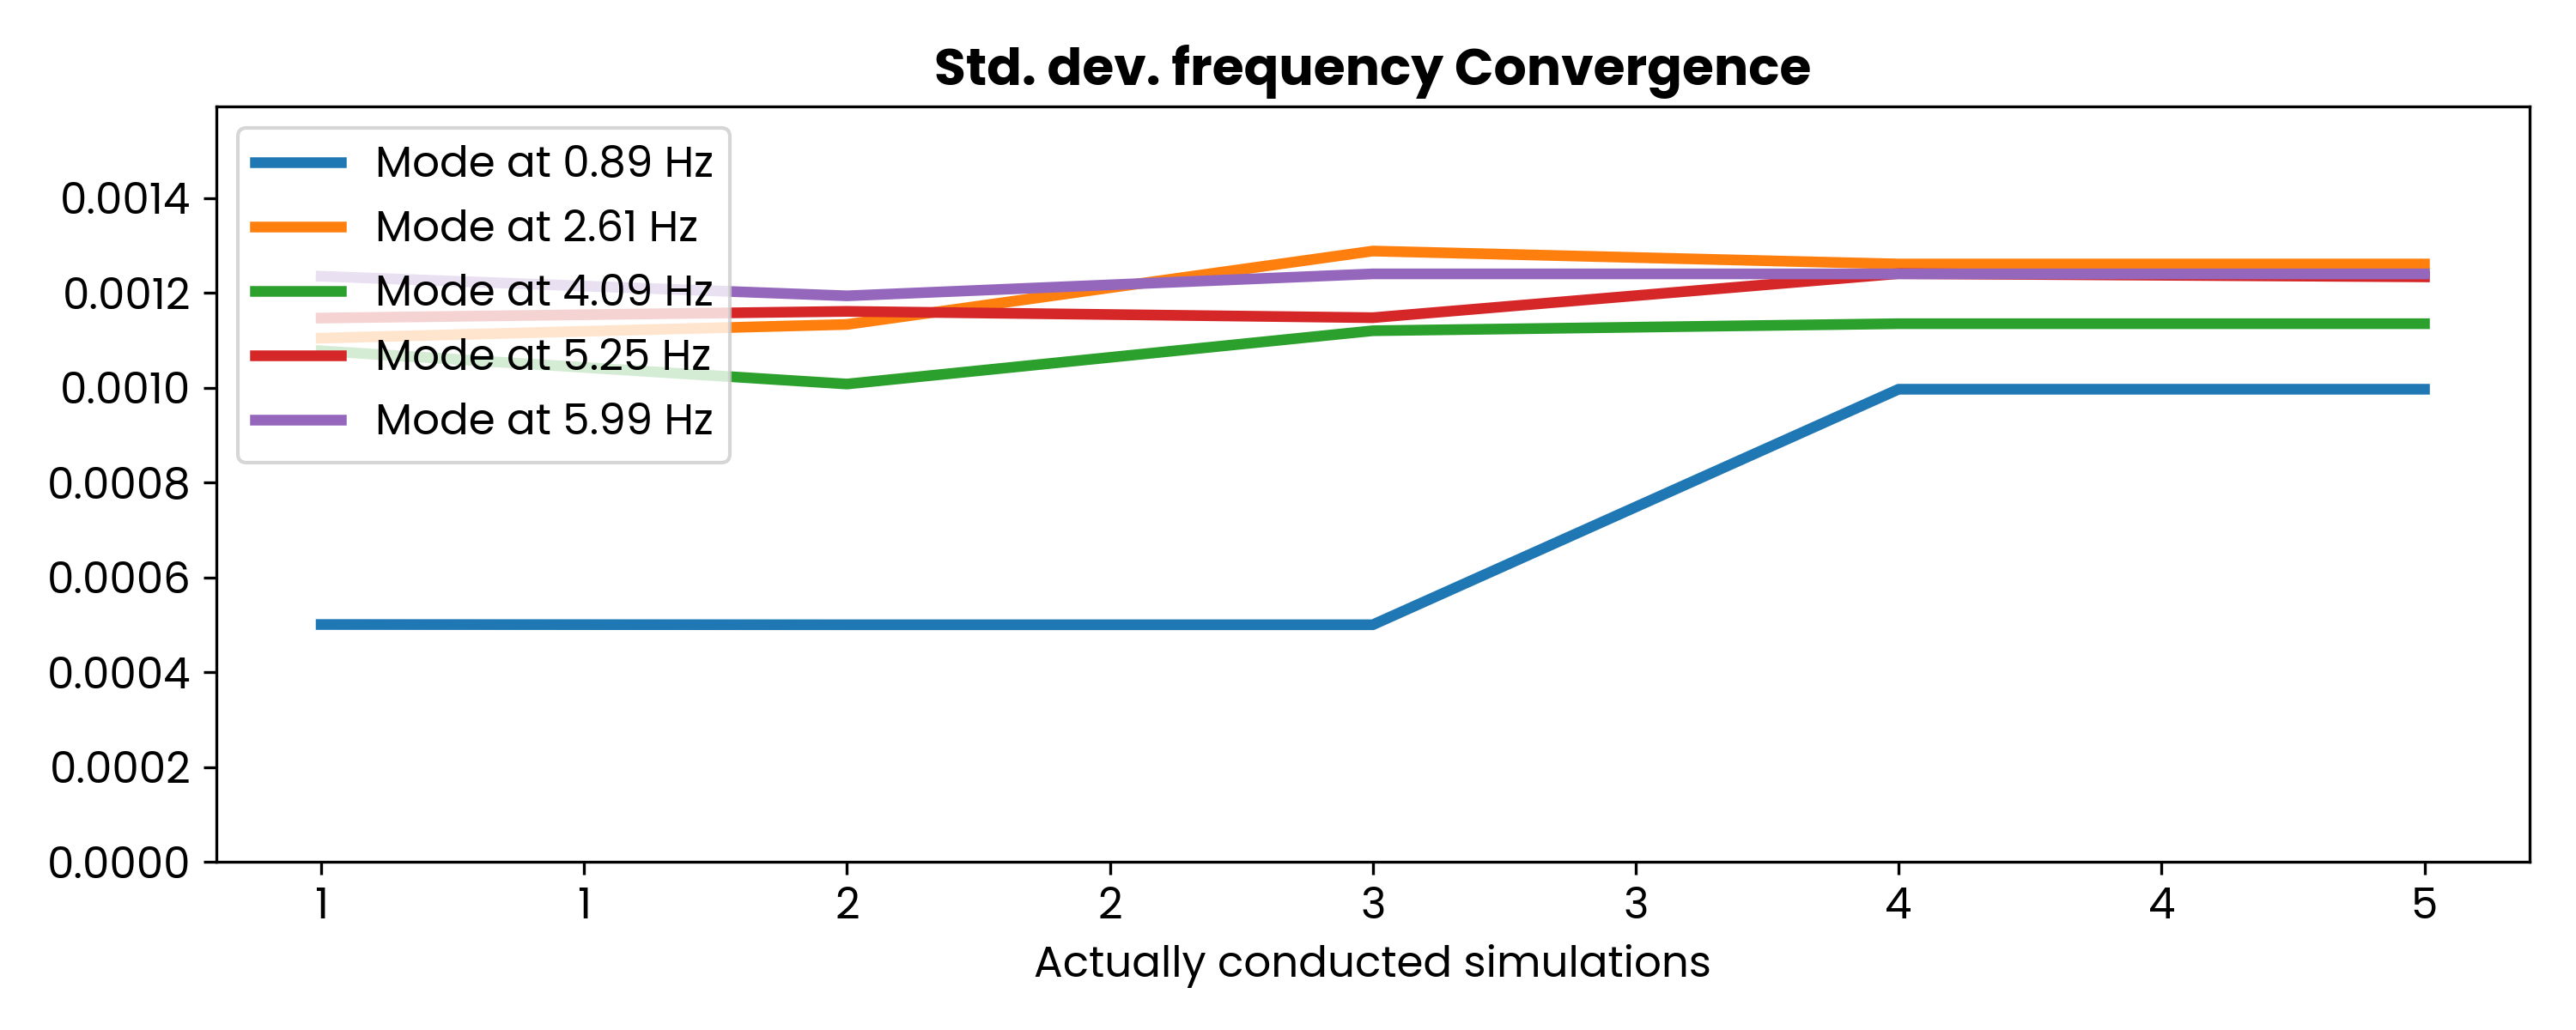 Std. dev. frequency Convergence
Mode at 0.89 Hz
Mode at 2.61 Hz
Mode at 4.09 Hz
Mode at 5.25 Hz
Mode at 5.99 Hz
0.0014
0.0012
0.0010
0.0008
0.0006
0.0004
0.0002
0.0000
1 1 2 2 3 3 4 4 5
Actually conducted simulations